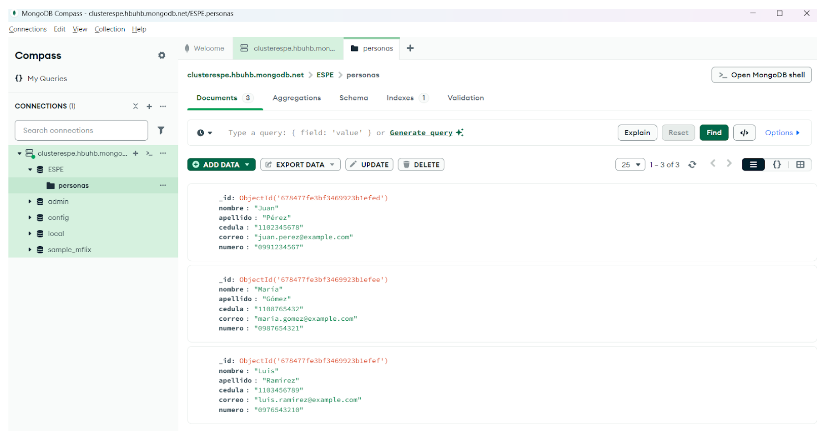 MongoDB Compass - clusterespe.hbuhb.mongodb.net/ESPE.personas
Connections Edit View Collection Help
Compass
My Queries
CONNECTIONS (1)
Search connections
clusterespe.hbuhb.mongo...
ESPE
personas
admin
config
local
sample_mflix
Welcome
clusterespe.hbuhb.mon...
personas
clusterespe.hbuhb.mongodb.net > ESPE > personas
Open MongoDB shell
Documents 3 Aggregations Schema Indexes 1 Validation
Type a query: { field: 'value' } or Generate query
Explain Reset Find </> Options
ADD DATA EXPORT DATA UPDATE DELETE
25 1 – 3 of 3
_id: ObjectId('678477fe3bf3469923b1efed')
nombre : "Juan"
apellido : "Pérez"
cedula : "1102345678"
correo : "juan.perez@example.com"
numero : "0991234567"
_id: ObjectId('678477fe3bf3469923b1efee')
nombre : "María"
apellido : "Gómez"
cedula : "1108765432"
correo : "maria.gomez@example.com"
numero : "0987654321"
_id: ObjectId('678477fe3bf3469923b1efef')
nombre : "Luis"
apellido : "Ramírez"
cedula : "1103456789"
correo : "luis.ramirez@example.com"
numero : "0976543210"